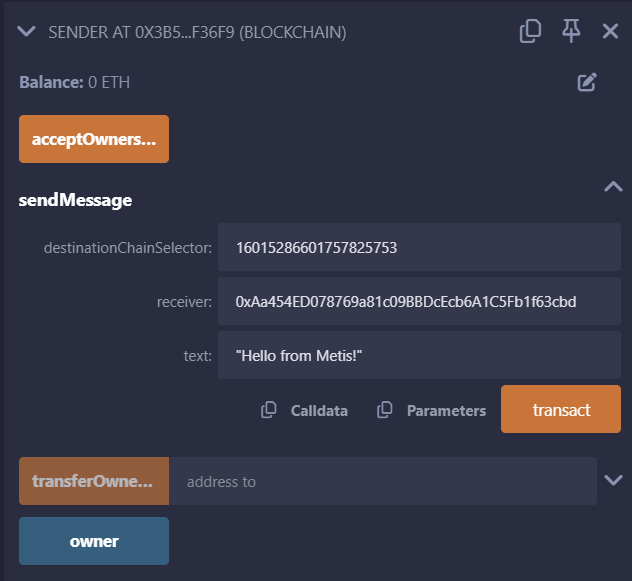 SENDER AT 0X3B5...F36F9 (BLOCKCHAIN)
Balance: 0 ETH
acceptOwners...
sendMessage
destinationChainSelector: 16015286601757825753
receiver: 0xAa454ED078769a81c09BBDcEcb6A1C5Fb1f63cbd
text: "Hello from Metis!"
Calldata Parameters transact
transferOwne... address to
owner